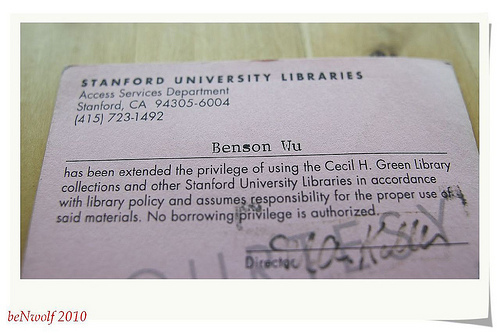 STANFORD UNIVERSITY LIBRARIES
Access Services Department
Stanford, CA 94305-6004
(415) 723-1492
Benson Wu
has been extended the privilege of using the Cecil H. Green Library
collections and other Stanford University Libraries in accordance
with library policy and assumes responsibility for the proper use of
said materials. No borrowing privilege is authorized.
Director
beNwolf 2010